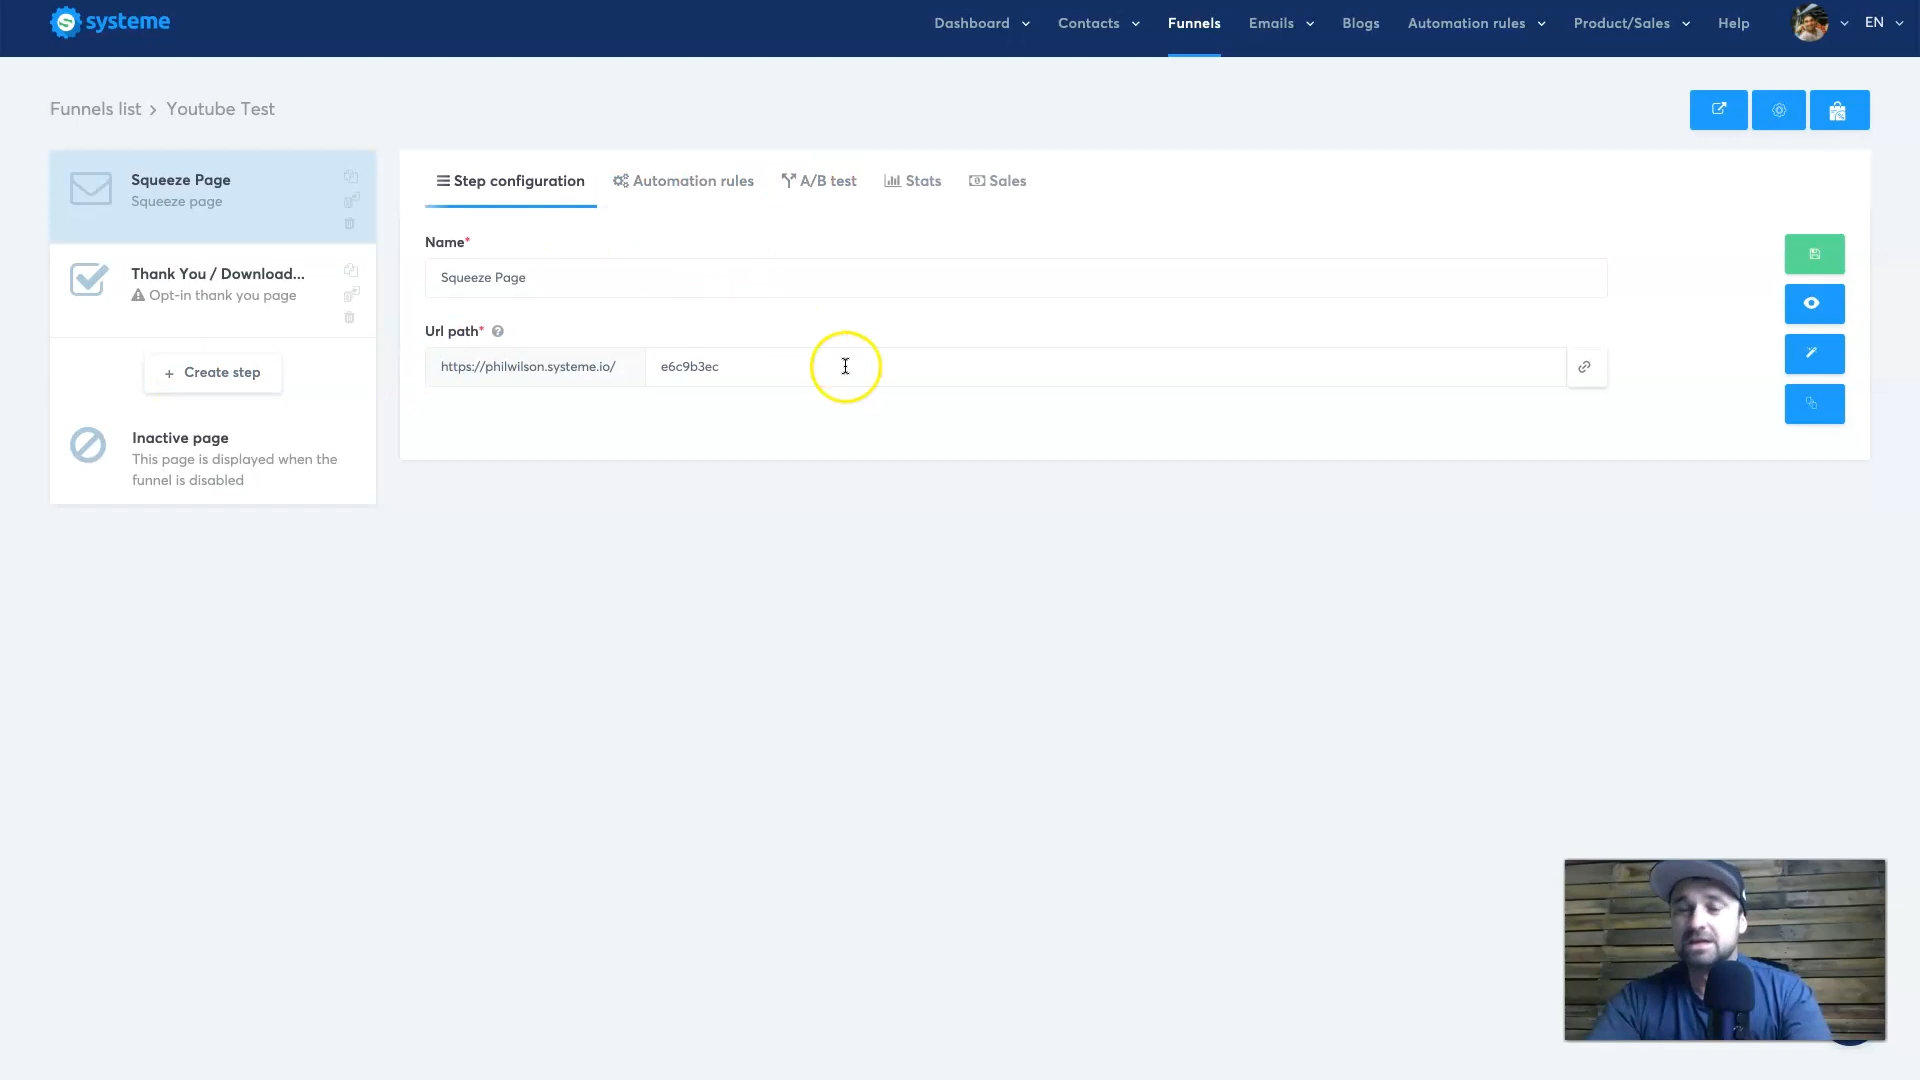 systeme
Dashboard
Contacts
Funnels
Emails
Blogs
Automation rules
Product/Sales
Help
EN
Funnels list > Youtube Test
Squeeze Page
Squeeze page
Thank You / Download...
Opt-in thank you page
+ Create step
Inactive page
This page is displayed when the
funnel is disabled
Step configuration
Automation rules
A/B test
Stats
Sales
Name*
Squeeze Page
Url path*
https://philwilson.systeme.io/
e6c9b3ec